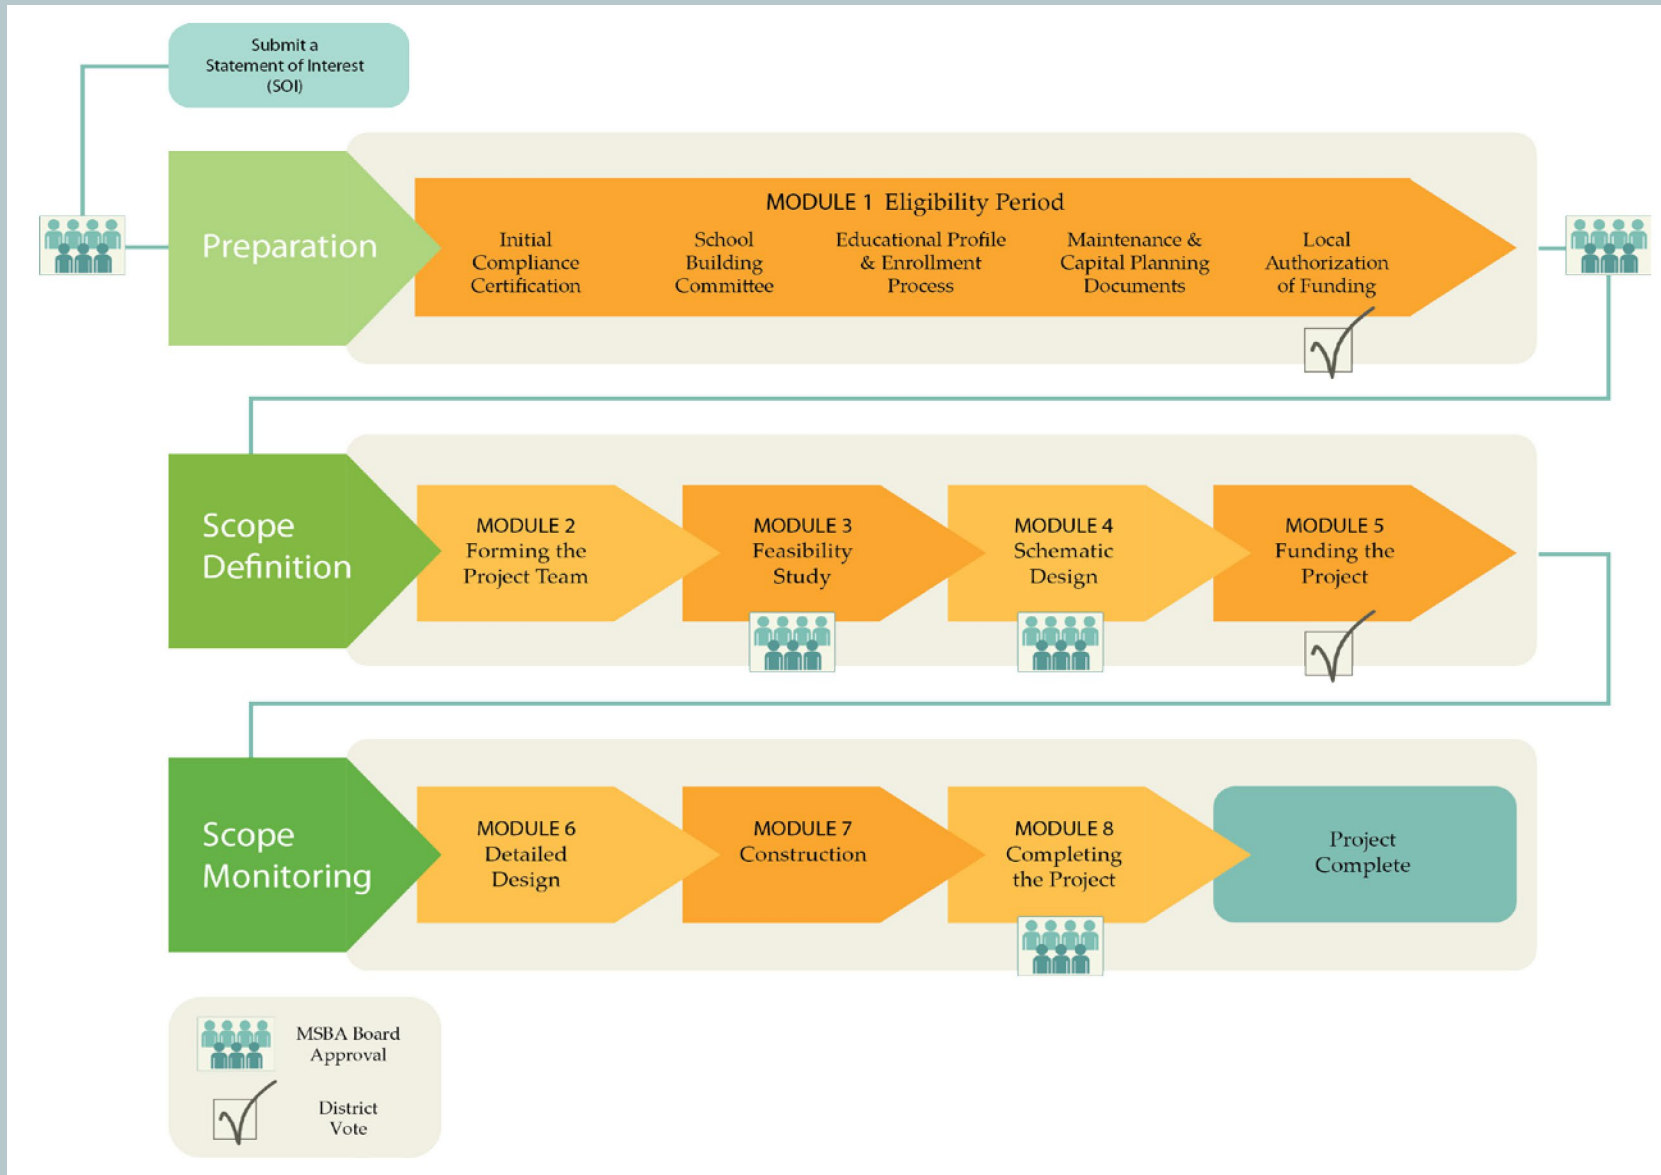 Submit a
Statement of Interest
(SOI)
Preparation
MODULE 1 Eligibility Period
Initial
Compliance
Certification
School
Building
Committee
Educational Profile
& Enrollment
Process
Maintenance &
Capital Planning
Documents
Local
Authorization
of Funding
Scope
Definition
MODULE 2
Forming the
Project Team
MODULE 3
Feasibility
Study
MODULE 4
Schematic
Design
MODULE 5
Funding the
Project
Scope
Monitoring
MODULE 6
Detailed
Design
MODULE 7
Construction
MODULE 8
Completing
the Project
Project
Complete
MSBA Board
Approval
District
Vote